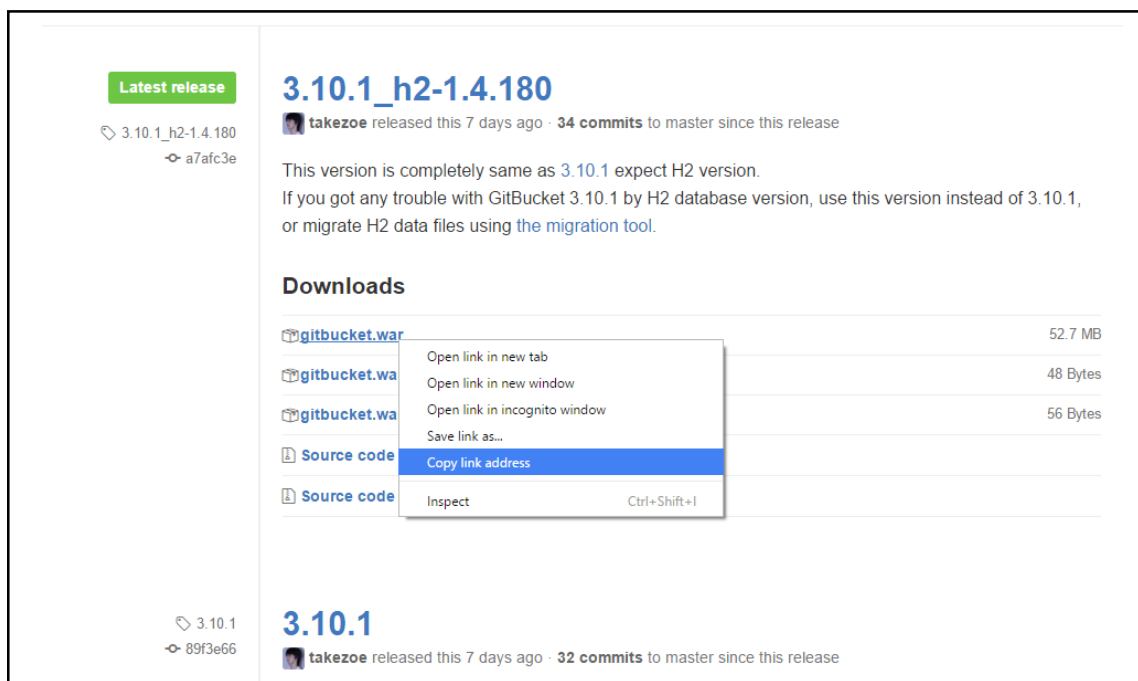 Latest release
3.10.1_h2-1.4.180
a7afc3e
3.10.1_h2-1.4.180
takezoe released this 7 days ago · 34 commits to master since this release
This version is completely same as 3.10.1 expect H2 version.
If you got any trouble with GitBucket 3.10.1 by H2 database version, use this version instead of 3.10.1,
or migrate H2 data files using the migration tool.
Downloads
gitbucket.war 52.7 MB
gitbucket.wa 48 Bytes
gitbucket.wa 56 Bytes
Source code
Source code
Open link in new tab
Open link in new window
Open link in incognito window
Save link as...
Copy link address
Inspect Ctrl+Shift+I
3.10.1
89f3e66
3.10.1
takezoe released this 7 days ago · 32 commits to master since this release